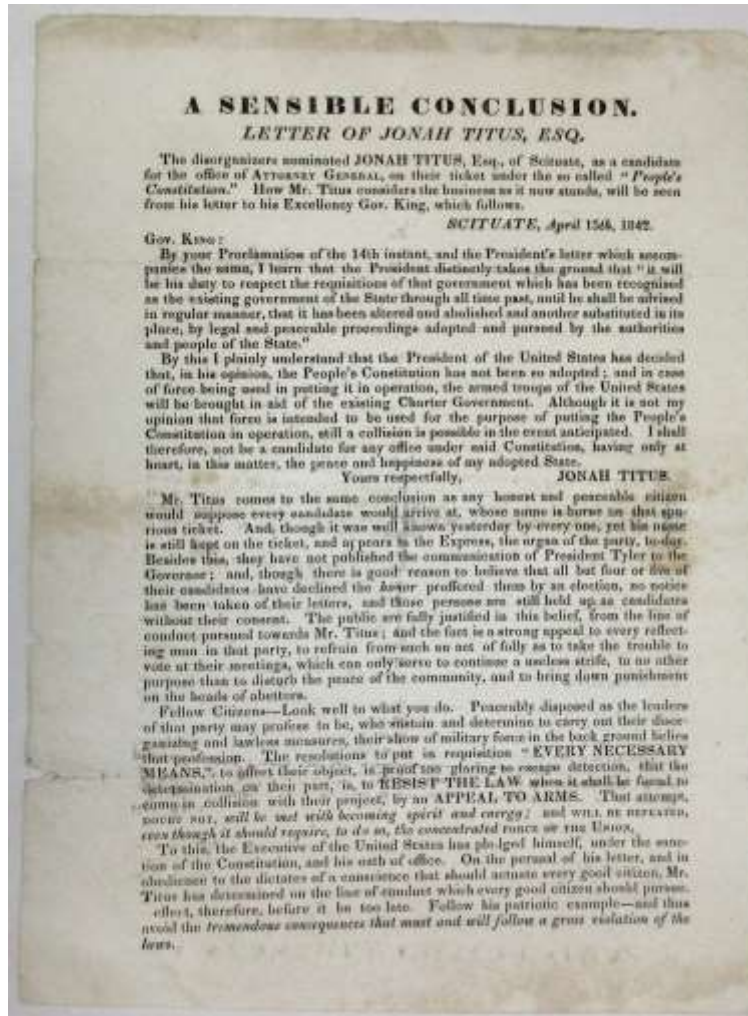 A SENSIBLE CONCLUSION.
LETTER OF JONAH TITUS, ESQ.
The disorganizers nominated JONAH TITUS, Esq., of Scituate, as a candidate
for the office of ATTORNEY GENERAL, on their ticket under the so called "People's
Constitution." How Mr. Titus considers the business as it now stands, will be seen
from his letter to his Excellency Gov. King, which follows.
SCITUATE, April 15th, 1842.
GOV. KING:
By your Proclamation of the 14th instant, and the President's letter which accom-
panies the same, I learn that the President distinctly takes the ground that "it will
be his duty to respect the requisitions of that government which has been recognized
as the existing government of the State through all time past, until he shall be advised
in regular manner, that it has been altered and abolished and another substituted in its
place, by legal and peaceable proceedings adopted and pursued by the authorities
and people of the State."
By this I plainly understand that the President of the United States has decided
that, in his opinion, the People's Constitution has not been so adopted; and in case
of force being used in putting it in operation, the armed troops of the United States
will be brought in aid of the existing Charter Government. Although it is not my
opinion that force is intended to be used for the purpose of putting the People's
Constitution in operation, still a collision is possible in the event anticipated. I shall
therefore, not be a candidate for any office under said Constitution, having only at
heart, in this matter, the peace and happiness of my adopted State.
Yours respectfully, JONAH TITUS.
Mr. Titus comes to the same conclusion as any honest and peaceable citizen
would suppose every candidate would arrive at, whose name is borne on that spu-
rious ticket. And, though it was well known yesterday by every one, yet his name
is still kept on the ticket, and appears in the Express, the organ of the party, to-day.
Besides this, they have not published the communication of President Tyler to the
Governor; and, though there is good reason to believe that all but four or five of
their candidates have declined the honor proffered them by an election, no notice
has been taken of their letters, and those persons are still held up as candidates
without their consent. The public are fully justified in this belief, from the line of
conduct pursued towards Mr. Titus; and the fact is a strong appeal to every reflect-
ing man in that party, to refrain from such an act of folly as to take the trouble to
vote at their meetings, which can only serve to continue a useless strife, to no other
purpose than to disturb the peace of the community, and to bring down punishment
on the heads of abettors.
Fellow Citizens—Look well to what you do. Peaceably disposed as the leaders
of that party may profess to be, who sustain and determine to carry out their disor-
ganizing and lawless measures, their show of military force in the back ground belies
that profession. The resolutions to put in requisition "EVERY NECESSARY
MEANS," to effect their object, is proof too glaring to escape detection, that the
determination on their part, is, to RESIST THE LAW when it shall be found to
come in collision with their project, by an APPEAL TO ARMS. That attempt,
DOUBT NOT, will be met with becoming spirit and energy; and WILL BE DEFEATED,
even though it should require, to do so, the concentrated FORCE OF THE UNION.
To this, the Executive of the United States has pledged himself, under the sanc-
tion of the Constitution, and his oath of office. On the perusal of his letter, and in
obedience to the dictates of a conscience that should actuate every good citizen, Mr.
Titus has determined on the line of conduct which every good citizen should pursue.
eflect, therefore, before it be too late. Follow his patriotic example—and thus
avoid the tremendous consequences that must and will follow a gross violation of the
laws.